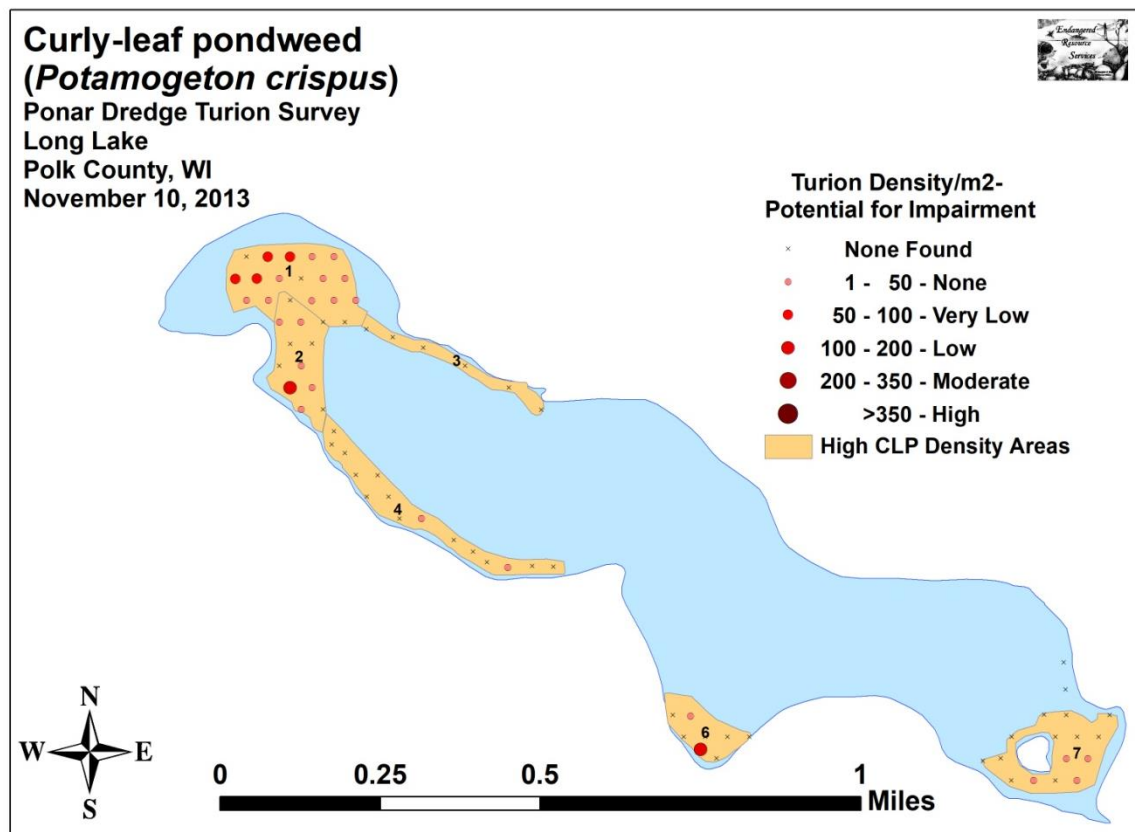 Curly-leaf pondweed
(Potamogeton crispus)
Ponar Dredge Turion Survey
Long Lake
Polk County, WI
November 10, 2013
Endangered
Resource
Services
Turion Density/m2-
Potential for Impairment
None Found
1 - 50 - None
50 - 100 - Very Low
100 - 200 - Low
200 - 350 - Moderate
>350 - High
High CLP Density Areas
1
2
3
4
6
7
N
W E
S
0 0.25 0.5 1
Miles